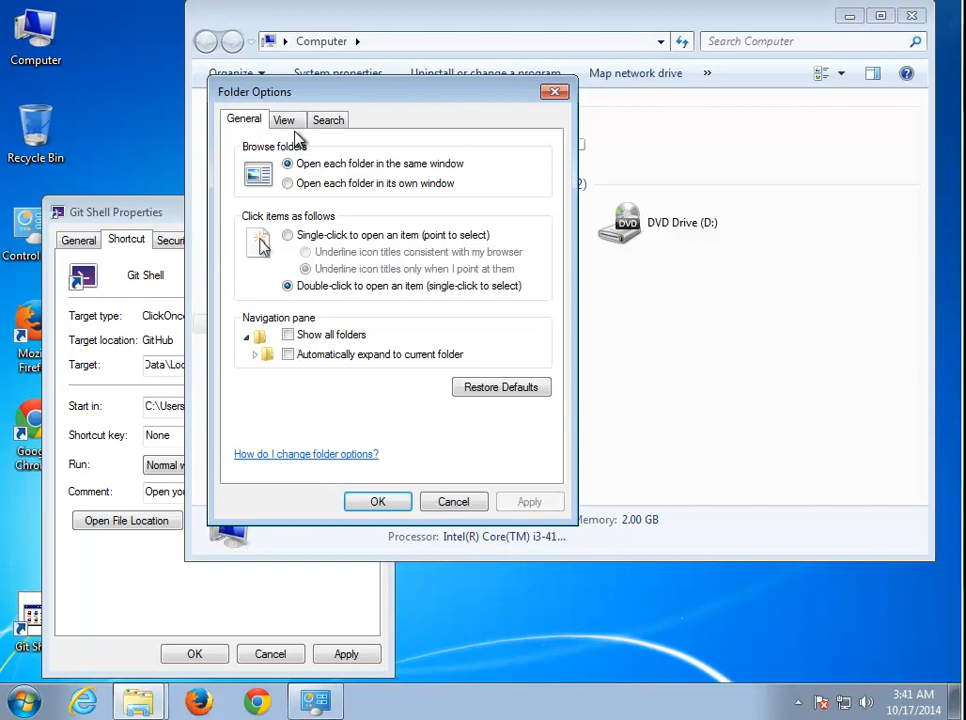 Computer
Recycle Bin
Control
Mozi
Firef
Goog
Chro
Git Sh
Computer
Search Computer
Organize
System properties
Uninstall or change a program
Map network drive
»
DVD Drive (D:)
DVD
Memory: 2.00 GB
Processor: Intel(R) Core(TM) i3-41...
Folder Options
General
View
Search
Browse folders
Open each folder in the same window
Open each folder in its own window
Click items as follows
Single-click to open an item (point to select)
Underline icon titles consistent with my browser
Underline icon titles only when I point at them
Double-click to open an item (single-click to select)
Navigation pane
Show all folders
Automatically expand to current folder
Restore Defaults
How do I change folder options?
OK
Cancel
Apply
Git Shell Properties
General
Shortcut
Securi
Git Shell
Target type: ClickOnce
Target location: GitHub
Target: Data\Loc
Start in: C:\Users
Shortcut key: None
Run: Normal w
Comment: Open you
Open File Location
OK
Cancel
Apply
3:41 AM
10/17/2014